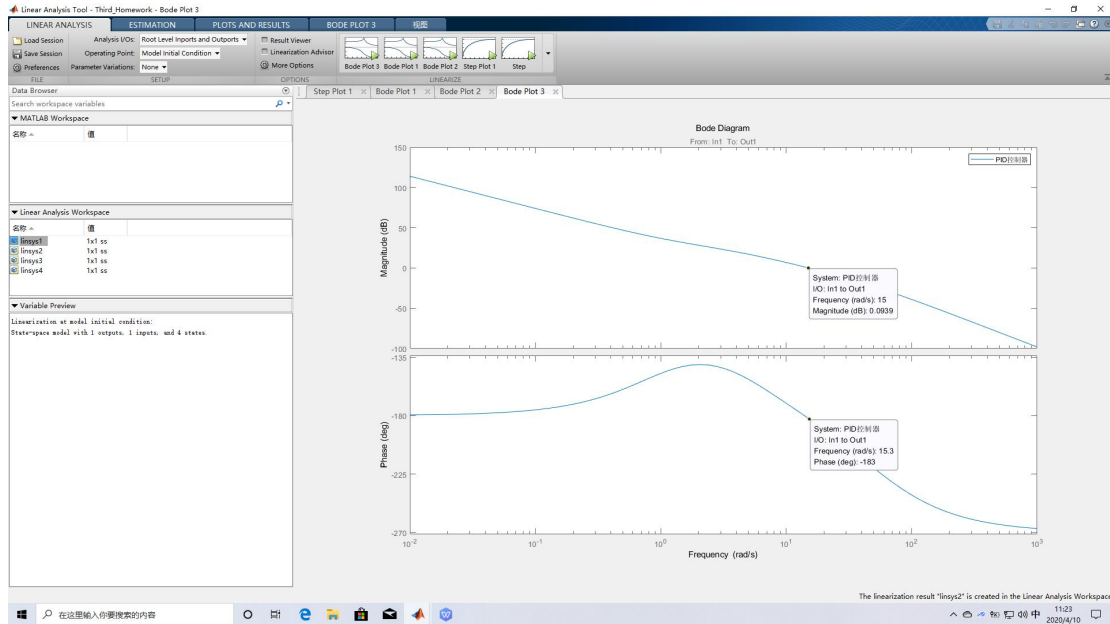 Linear Analysis Tool - Third_Homework - Bode Plot 3
LINEAR ANALYSIS
ESTIMATION
PLOTS AND RESULTS
BODE PLOT 3
视图
Load Session
Save Session
Preferences
FILE
Analysis I/Os: Root Level Inports and Outports
Operating Point: Model Initial Condition
Parameter Variations: None
SETUP
Result Viewer
Linearization Advisor
More Options
OPTIONS
Bode Plot 3
Bode Plot 1
Bode Plot 2
Step Plot 1
Step
LINEARIZE
Data Browser
Search workspace variables
MATLAB Workspace
名称
值
Linear Analysis Workspace
名称
值
linsys1 1x1 ss
linsys2 1x1 ss
linsys3 1x1 ss
linsys4 1x1 ss
Variable Preview
Linearization at model initial condition:
State-space model with 1 outputs, 1 inputs, and 4 states.
Step Plot 1
Bode Plot 1
Bode Plot 2
Bode Plot 3
Bode Diagram
From: In1 To: Out1
PID控制器
Magnitude (dB)
150
100
50
0
-50
-100
System: PID控制器
I/O: In1 to Out1
Frequency (rad/s): 15
Magnitude (dB): 0.0939
Phase (deg)
-135
-180
-225
-270
System: PID控制器
I/O: In1 to Out1
Frequency (rad/s): 15.3
Phase (deg): -183
10-2
10-1
100
101
102
103
Frequency (rad/s)
The linearization result "linsys2" is created in the Linear Analysis Workspace
在这里输入你要搜索的内容
中
11:23
2020/4/10